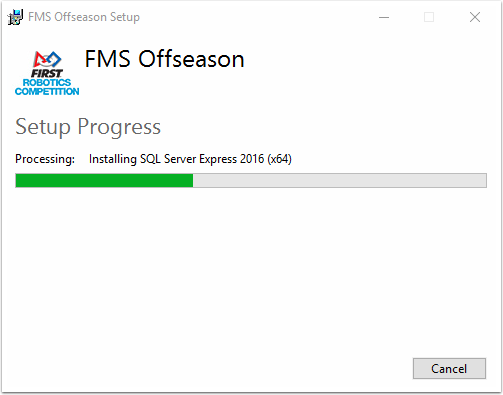 FMS Offseason Setup
FMS Offseason
FIRST
ROBOTICS
COMPETITION
Setup Progress
Processing: Installing SQL Server Express 2016 (x64)
Cancel